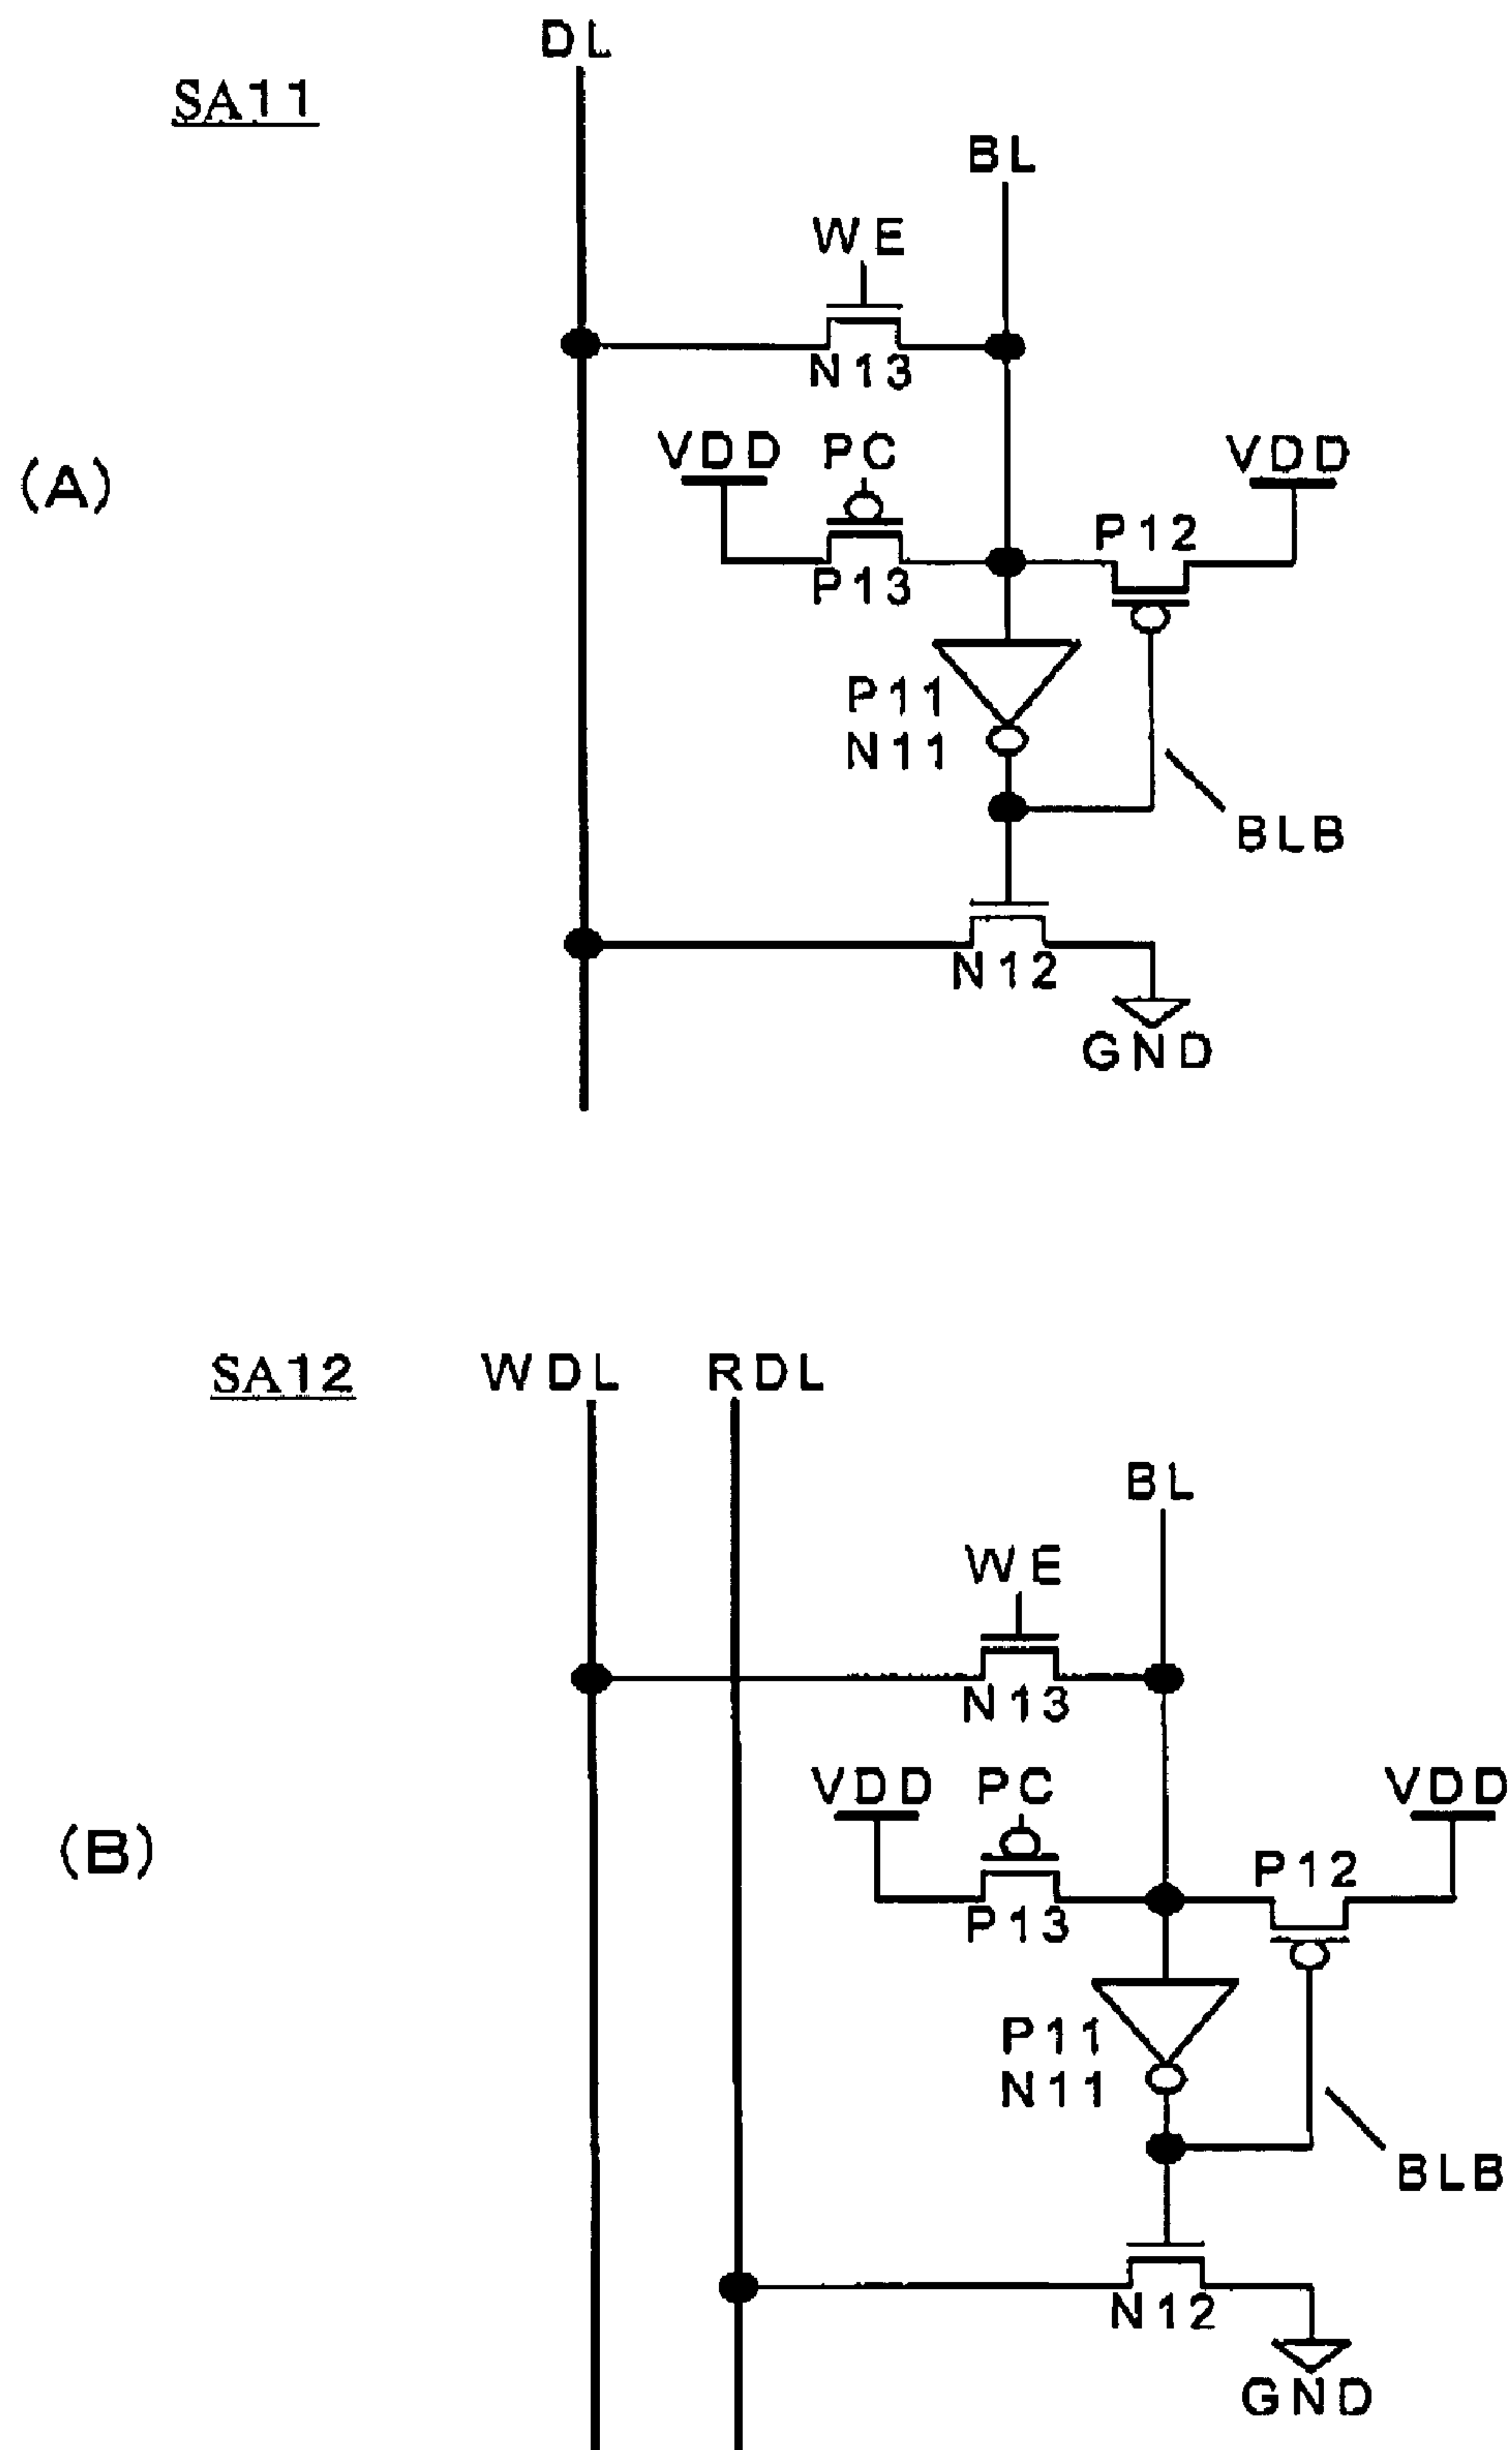 DL
SA11
BL
WE
N13
(A)
VDD PC VDD
P12
P13
P11
N11
BLB
N12
GND
SA12 WDL RDL
BL
WE
N13
VDD PC VDD
(B)
P12
P13
P11
N11
BLB
N12
GND